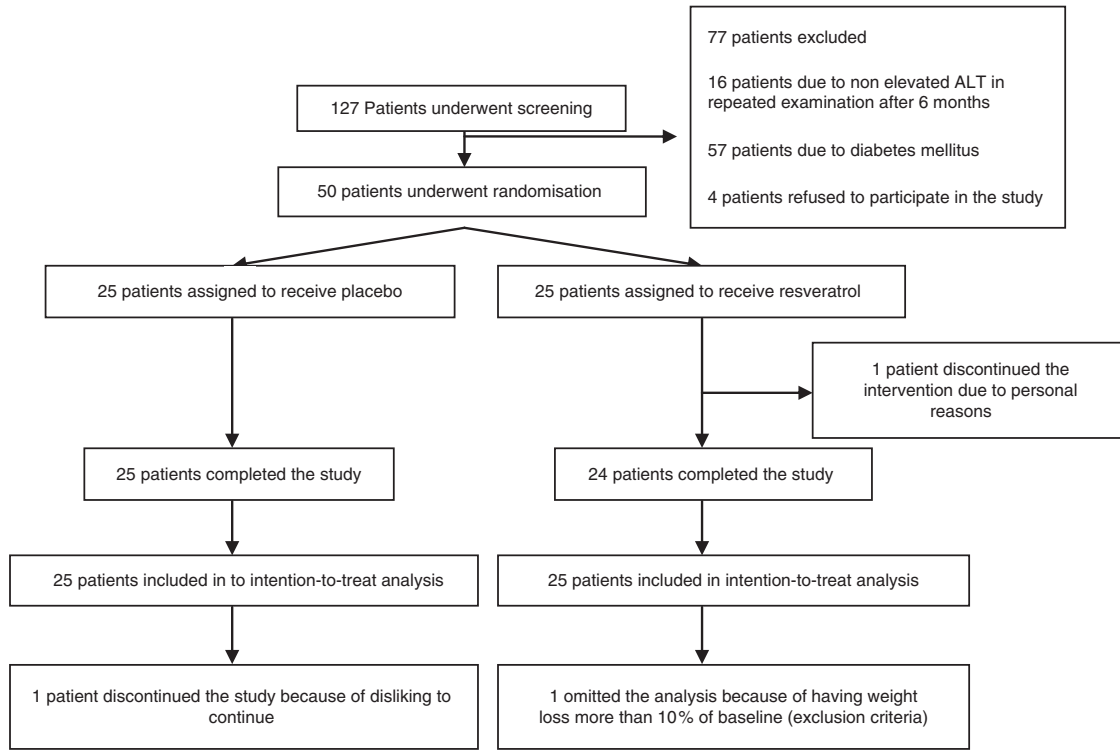 77 patients excluded
16 patients due to non elevated ALT in
repeated examination after 6 months
57 patients due to diabetes mellitus
4 patients refused to participate in the study
127 Patients underwent screening
50 patients underwent randomisation
25 patients assigned to receive placebo
25 patients assigned to receive resveratrol
1 patient discontinued the
intervention due to personal
reasons
25 patients completed the study
24 patients completed the study
25 patients included in to intention-to-treat analysis
25 patients included in intention-to-treat analysis
1 patient discontinued the study because of disliking to
continue
1 omitted the analysis because of having weight
loss more than 10% of baseline (exclusion criteria)